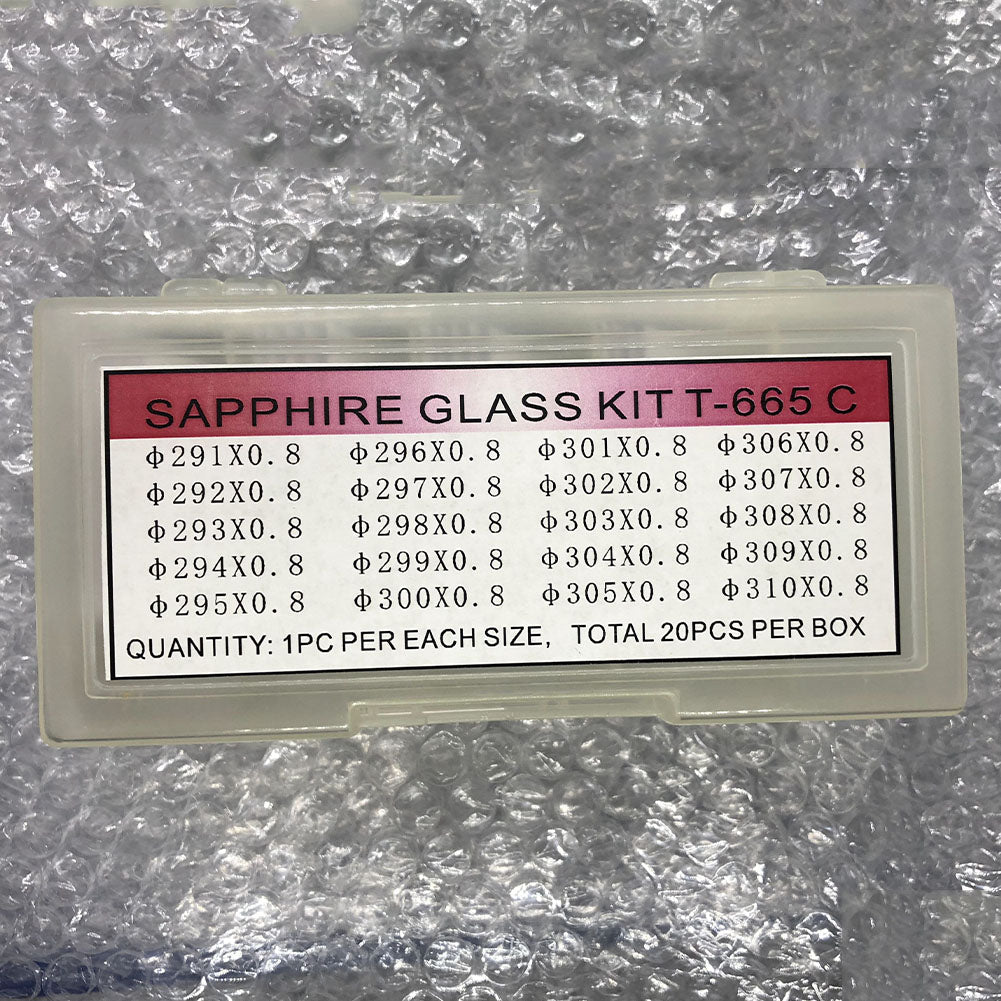 SAPPHIRE GLASS KIT T-665 C
Φ291X0.8 Φ296X0.8 Φ301X0.8 Φ306X0.8
Φ292X0.8 Φ297X0.8 Φ302X0.8 Φ307X0.8
Φ293X0.8 Φ298X0.8 Φ303X0.8 Φ308X0.8
Φ294X0.8 Φ299X0.8 Φ304X0.8 Φ309X0.8
Φ295X0.8 Φ300X0.8 Φ305X0.8 Φ310X0.8
QUANTITY: 1PC PER EACH SIZE, TOTAL 20PCS PER BOX